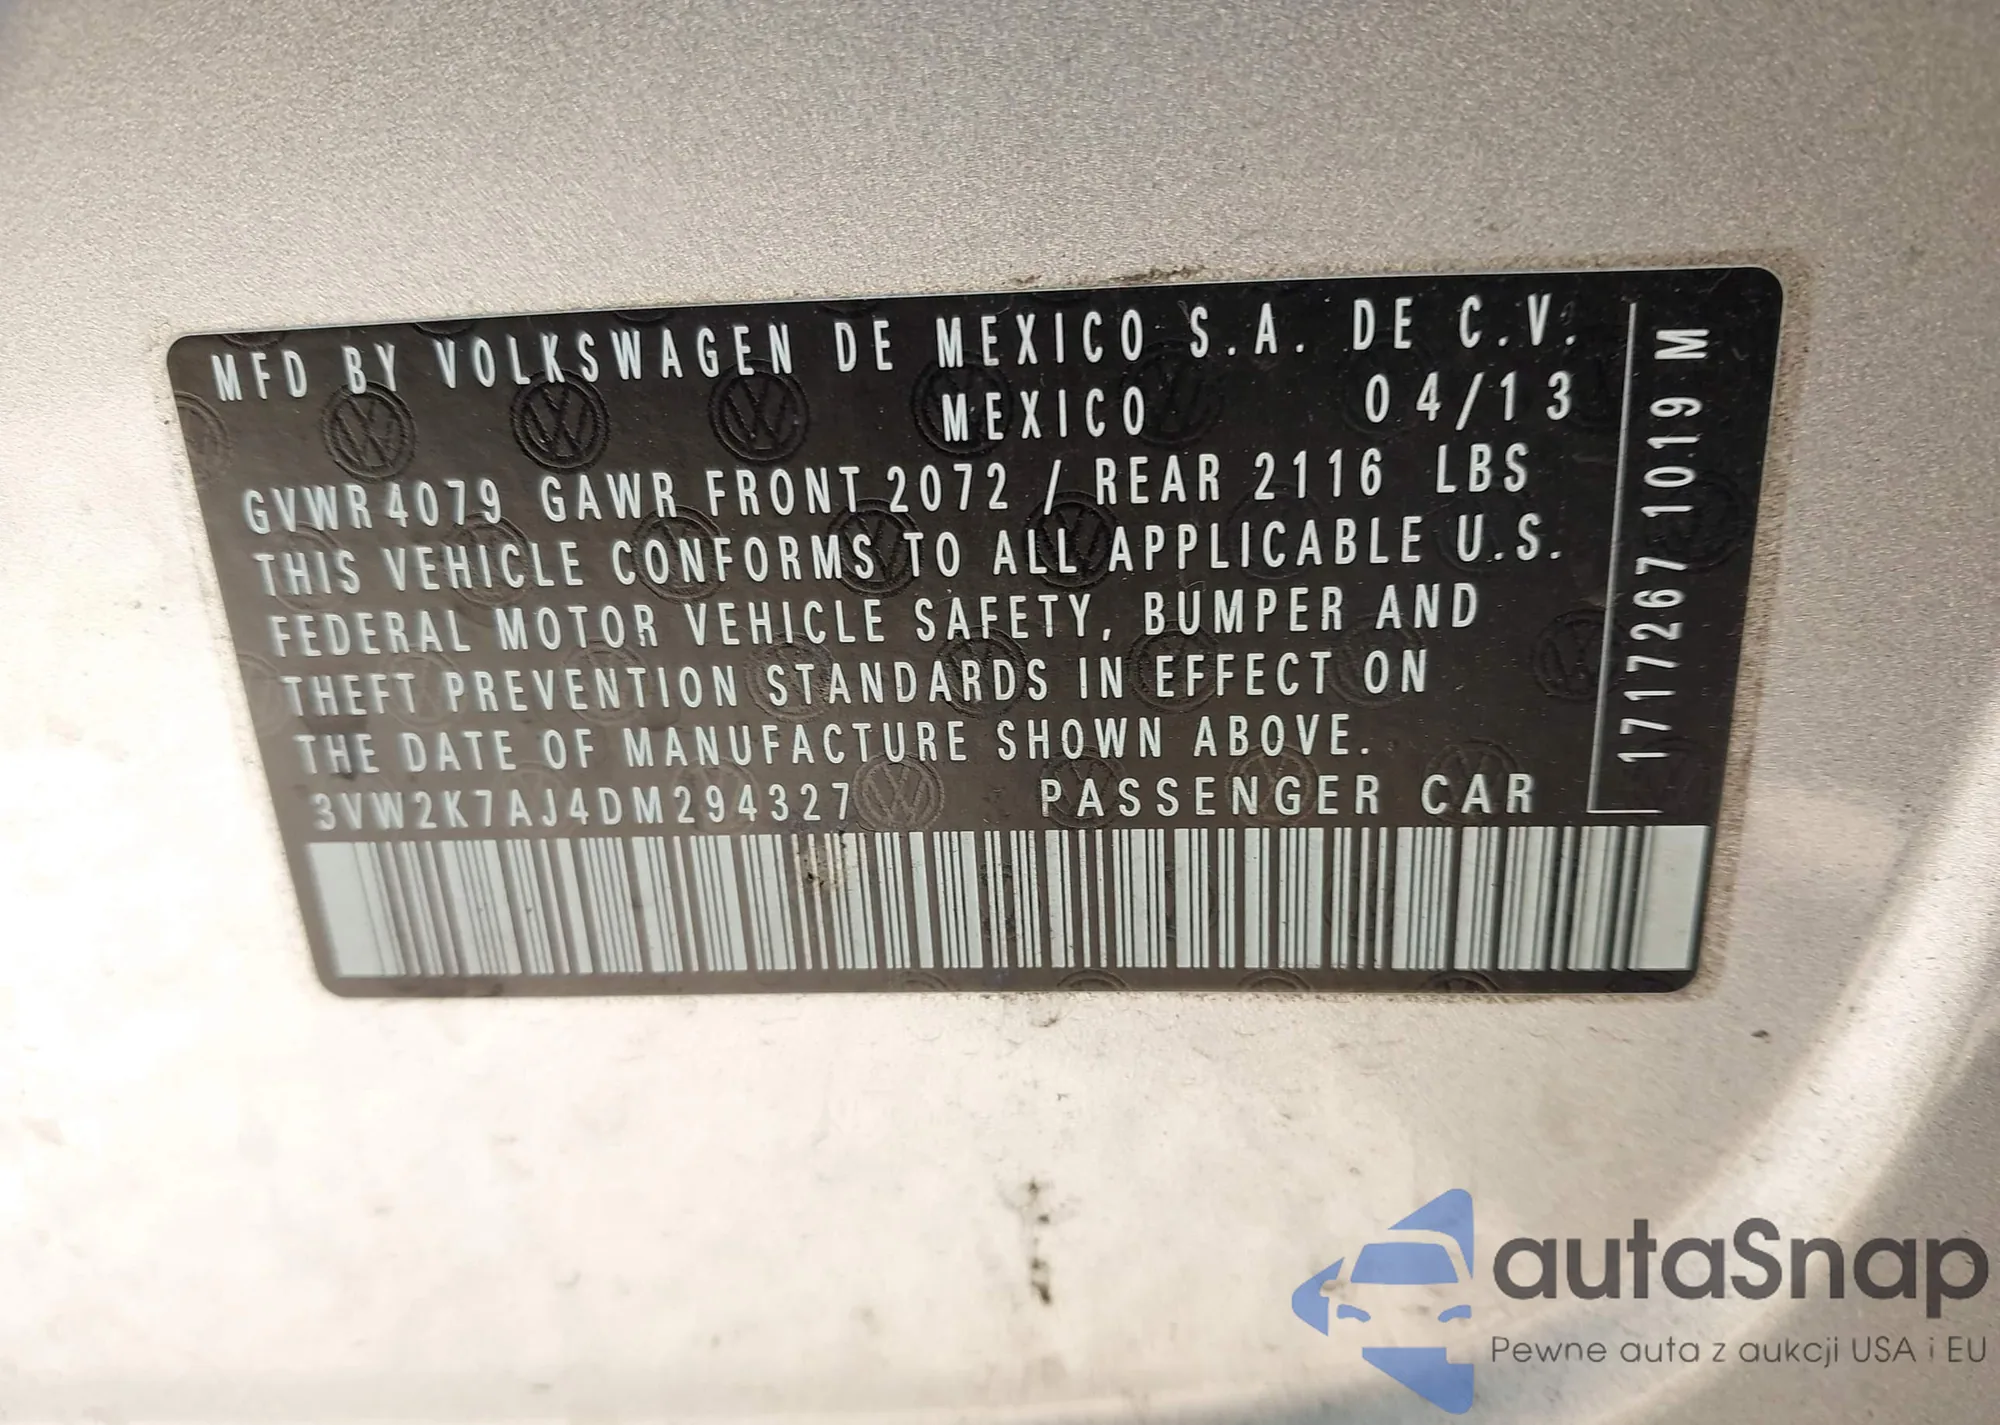 MFD BY VOLKSWAGEN DE MEXICO S.A. DE C.V.
MEXICO 04/13
GVWR 4079 GAWR FRONT 2072 / REAR 2116 LBS
THIS VEHICLE CONFORMS TO ALL APPLICABLE U.S.
FEDERAL MOTOR VEHICLE SAFETY, BUMPER AND
THEFT PREVENTION STANDARDS IN EFFECT ON
THE DATE OF MANUFACTURE SHOWN ABOVE.
3VW2K7AJ4DM294327 PASSENGER CAR
1717267 1019 M
autaSnap
Pewne auta z aukcji USA i EU